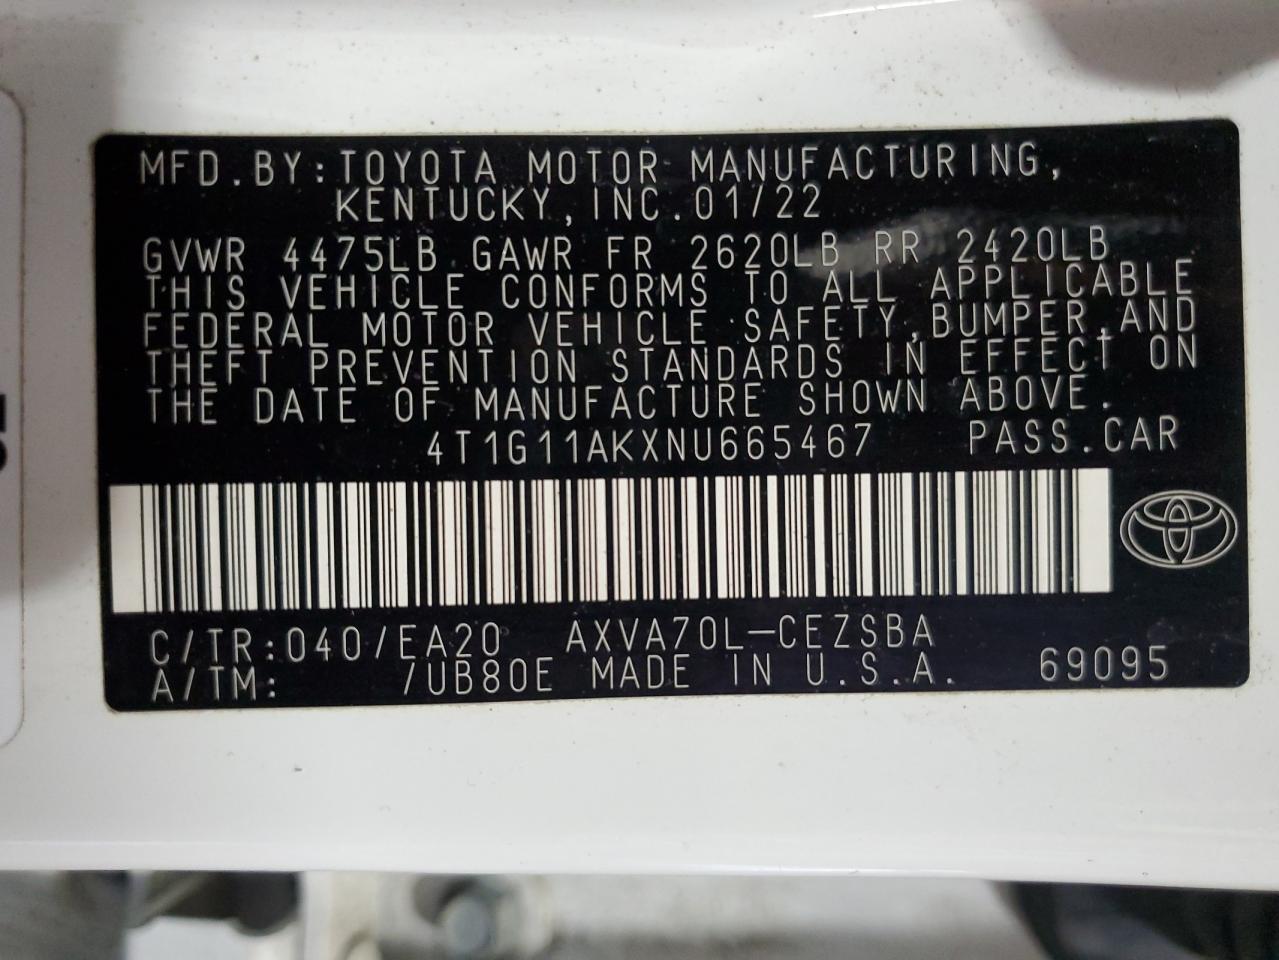 MFD.BY:TOYOTA MOTOR MANUFACTURING,
KENTUCKY,INC.01/22
GVWR 4475LB GAWR FR 2620LB RR 2420LB
THIS VEHICLE CONFORMS TO ALL APPLICABLE
FEDERAL MOTOR VEHICLE SAFETY,BUMPER,AND
THEFT PREVENTION STANDARDS IN EFFECT ON
THE DATE OF MANUFACTURE SHOWN ABOVE.
4T1G11AKXNU665467 PASS.CAR
C/TR:040/EA20 AXVA70L-CEZSBA
A/TM: /UB80E MADE IN U.S.A. 69095